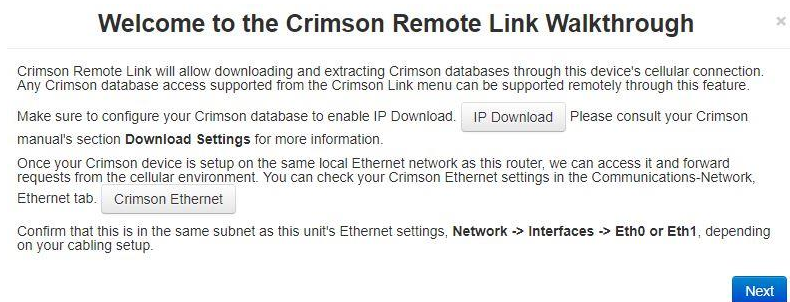 Welcome to the Crimson Remote Link Walkthrough
×
Crimson Remote Link will allow downloading and extracting Crimson databases through this device's cellular connection.
Any Crimson database access supported from the Crimson Link menu can be supported remotely through this feature.
Make sure to configure your Crimson database to enable IP Download. IP Download Please consult your Crimson
manual's section Download Settings for more information.
Once your Crimson device is setup on the same local Ethernet network as this router, we can access it and forward
requests from the cellular environment. You can check your Crimson Ethernet settings in the Communications-Network,
Ethernet tab. Crimson Ethernet
Confirm that this is in the same subnet as this unit's Ethernet settings, Network -> Interfaces -> Eth0 or Eth1, depending
on your cabling setup.
Next